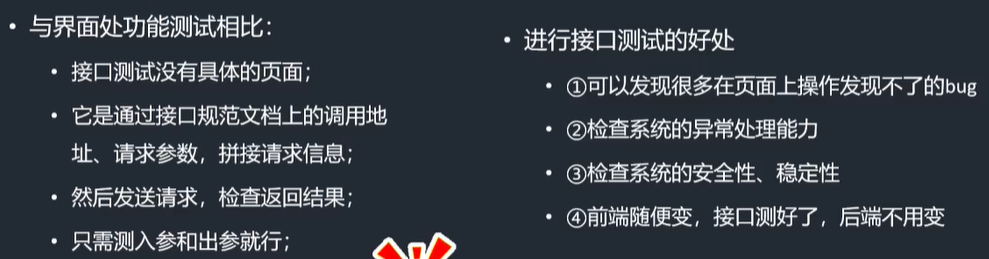 • 与界面处功能测试相比：
• 接口测试没有具体的页面；
• 它是通过接口规范文档上的调用地
址、请求参数，拼接请求信息；
• 然后发送请求，检查返回结果；
• 只需测入参和出参就行；
• 进行接口测试的好处
• ①可以发现很多在页面上操作发现不了的bug
• ②检查系统的异常处理能力
• ③检查系统的安全性、稳定性
• ④前端随便变，接口测好了，后端不用变